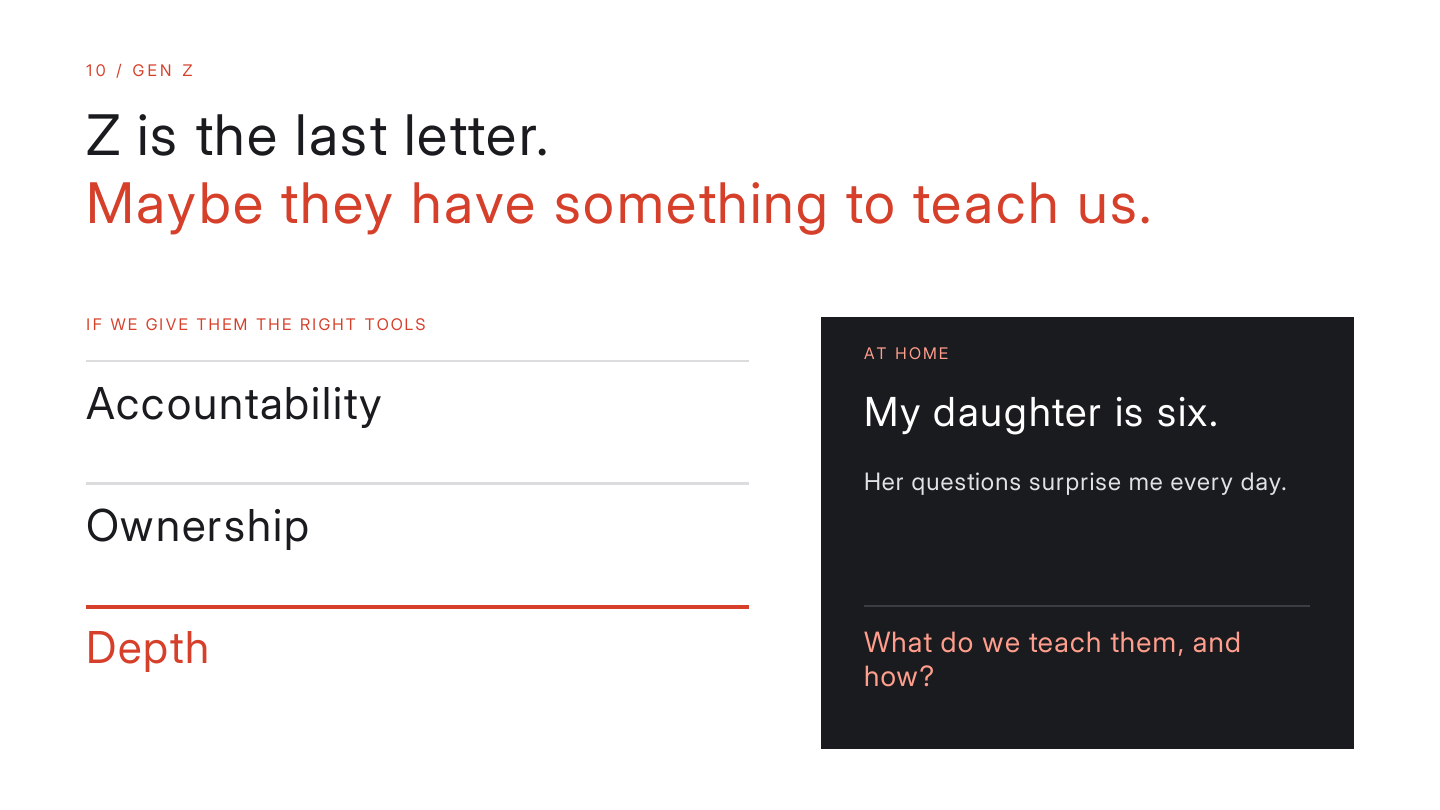 10 / GEN Z
Z is the last letter.
Maybe they have something to teach us.
IF WE GIVE THEM THE RIGHT TOOLS
Accountability
Ownership
Depth
AT HOME
My daughter is six.
Her questions surprise me every day.
What do we teach them, and
how?